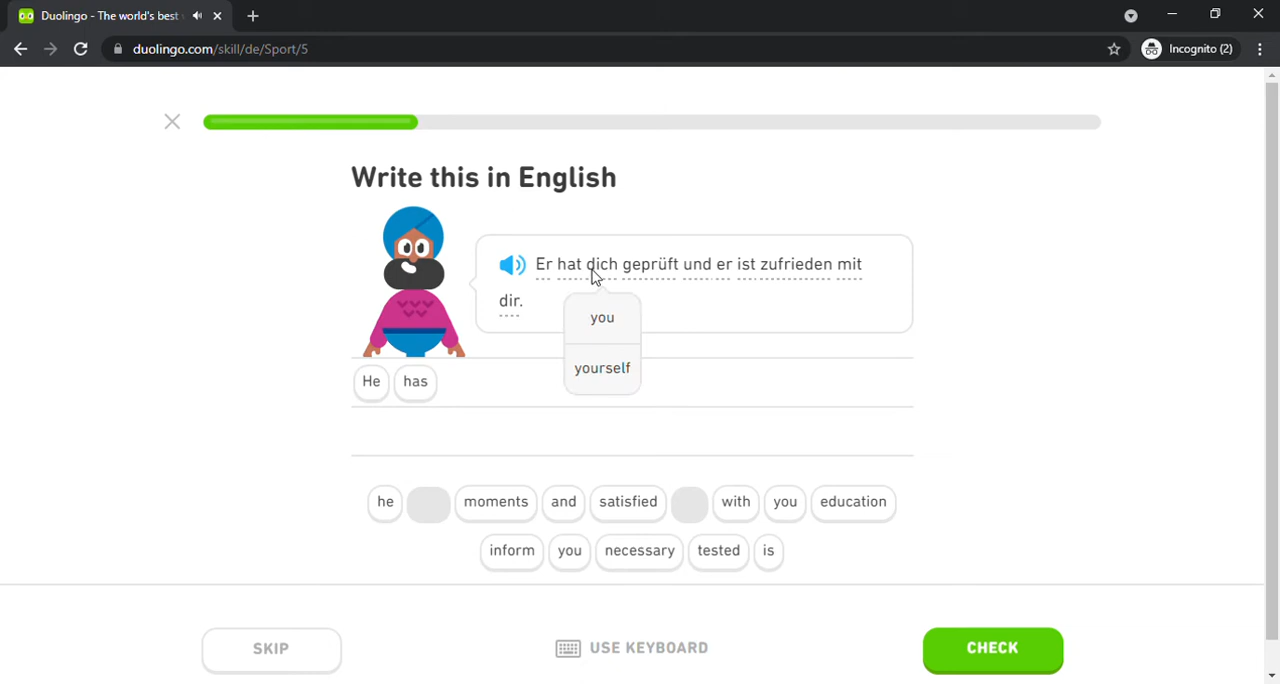 Duolingo - The world's best
duolingo.com/skill/de/Sport/5
Incognito (2)
Write this in English
Er hat dich geprüft und er ist zufrieden mit
dir.
you
yourself
He has
he moments and satisfied with you education
inform you necessary tested is
SKIP
USE KEYBOARD
CHECK